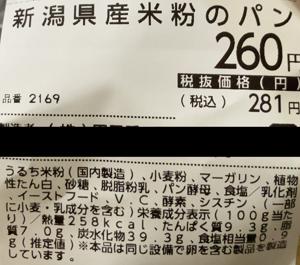 新潟県産米粉のパン
260円
税抜価格(円)
品番 2169
(税込) 281円
うるち米粉(国内製造)、小麦粉、マーガリン、植物
性たん白、砂糖、脱脂粉乳、パン酵母、食塩/乳化剤
、イーストフード、V.C、酵素、シスチン、(一部
に小麦、乳成分を含む)栄養成分表示(100g当た
り)/熱量258kcal、たんぱく質9.3g、脂
質7.0g、炭水化物39.3g、食塩相当量0.9
g(推定値)※本品は同じ設備で卵を含む製品を製造
しています。